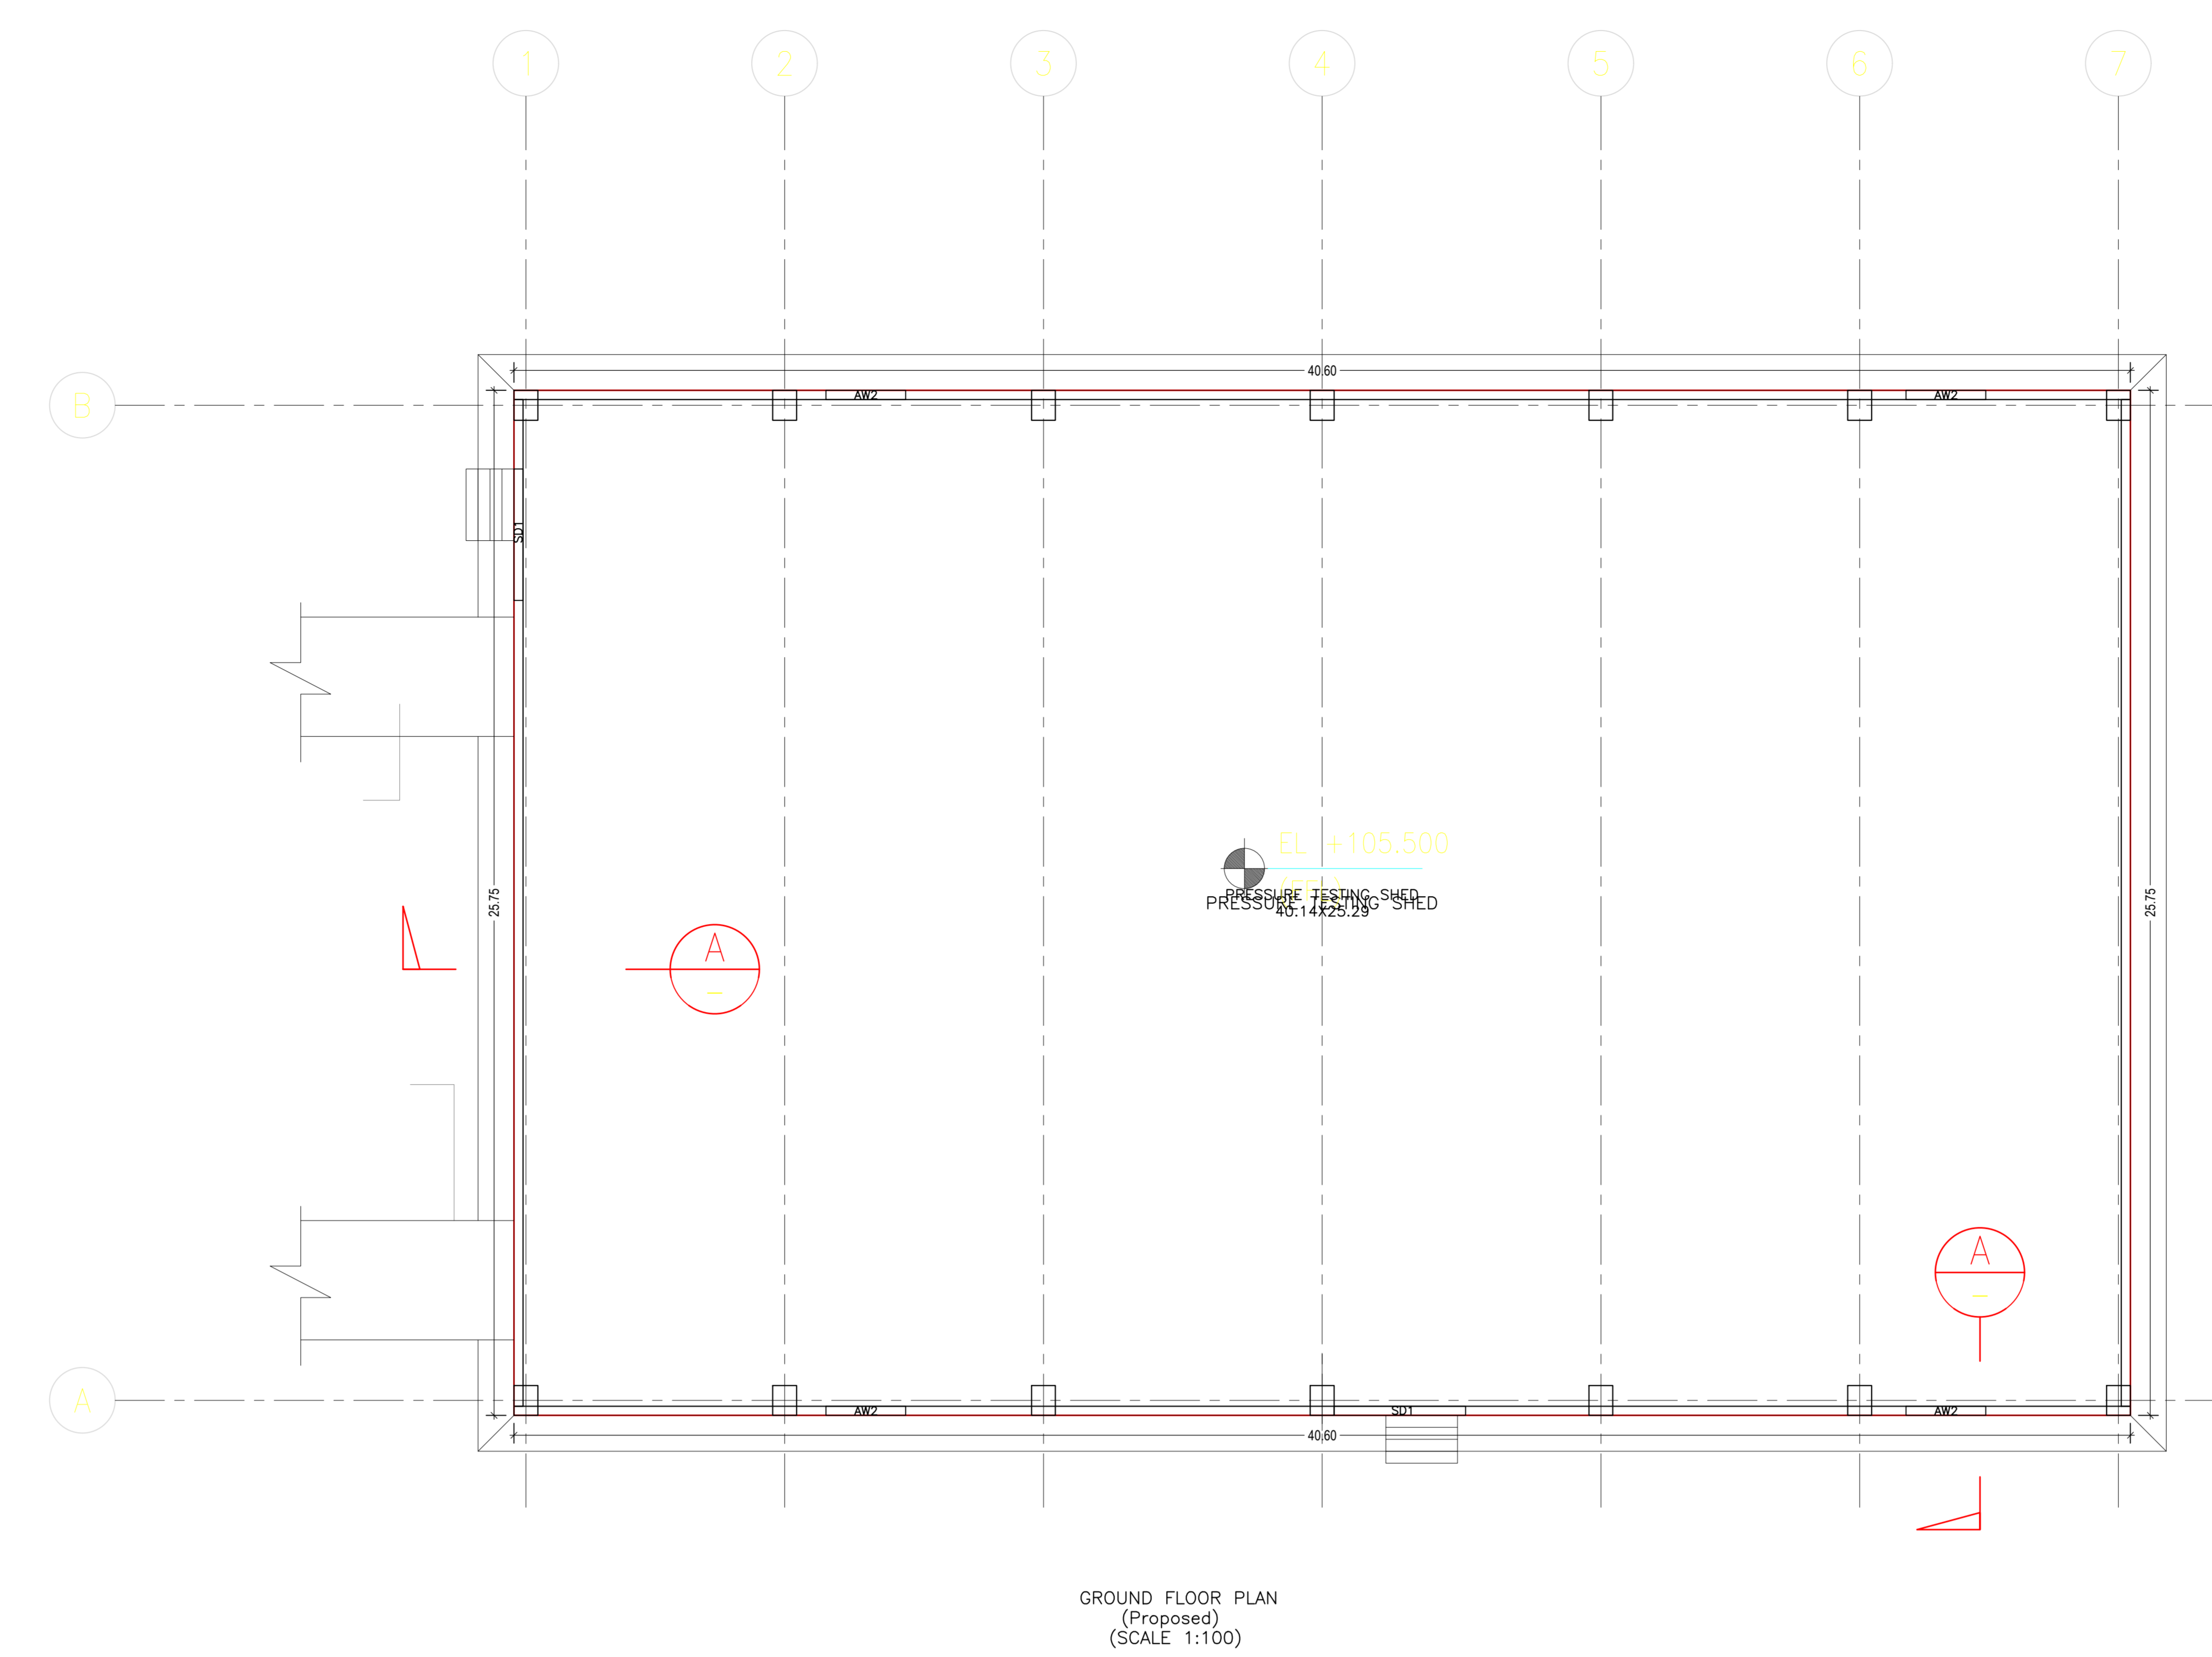 1 2 3 4 5 6 7
40.60
B
AW2 AW2
SD1
EL +105.500
(FFL)
PRESSURE TESTING SHED
PRESSURE TESTING SHED
40.14X25.29
25.75 25.75
A
-
A
-
A
AW2 SD1 AW2
40.60
GROUND FLOOR PLAN
(Proposed)
(SCALE 1:100)